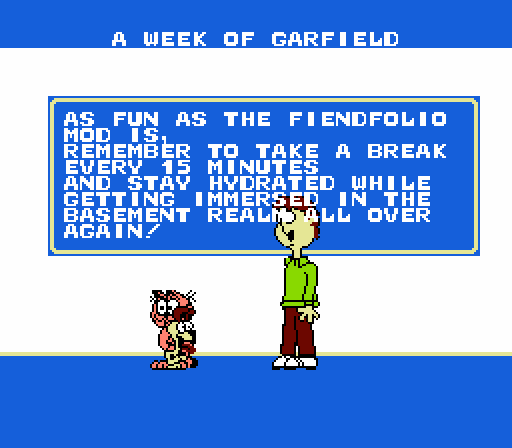 A WEEK OF GARFIELD
AS FUN AS THE FIENDFOLIO
MOD IS,
REMEMBER TO TAKE A BREAK
EVERY 15 MINUTES
AND STAY HYDRATED WHILE
GETTING IMMERSED IN THE
BASEMENT REALM ALL OVER
AGAIN!